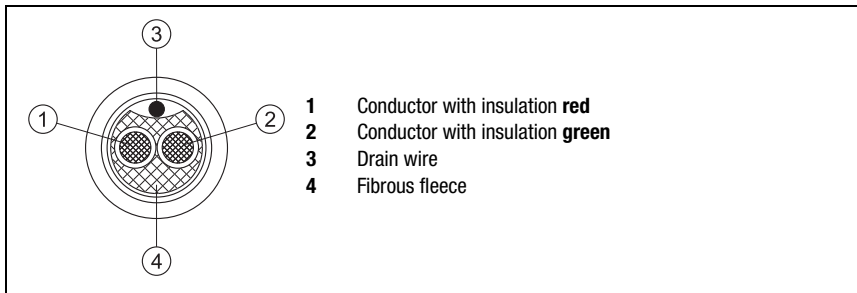 3
1
2
4
1 Conductor with insulation red
2 Conductor with insulation green
3 Drain wire
4 Fibrous fleece